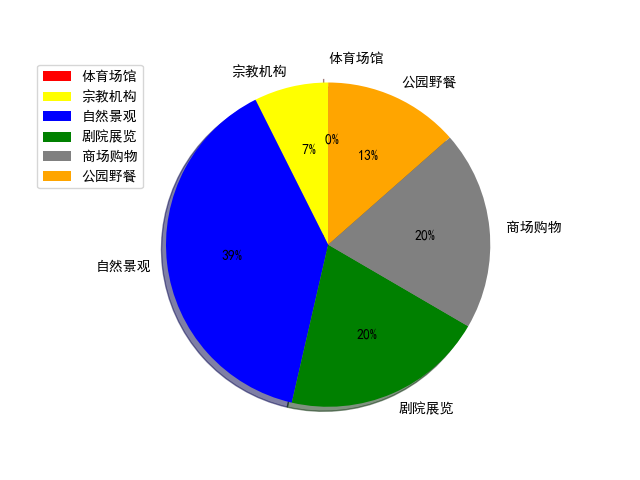 体育场馆
宗教机构
自然景观
剧院展览
商场购物
公园野餐
体育场馆
宗教机构
公园野餐
0%
7%
13%
商场购物
20%
39%
自然景观
20%
剧院展览